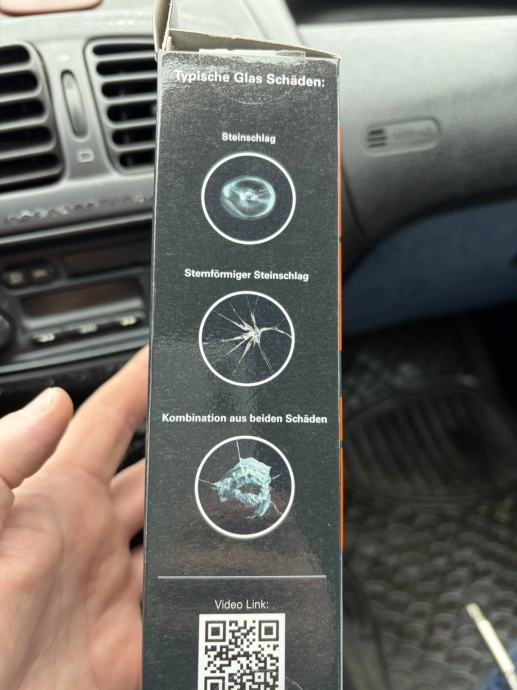 Typische Glas Schäden:
Steinschlag
Sternförmiger Steinschlag
Kombination aus beiden Schäden
Video Link: